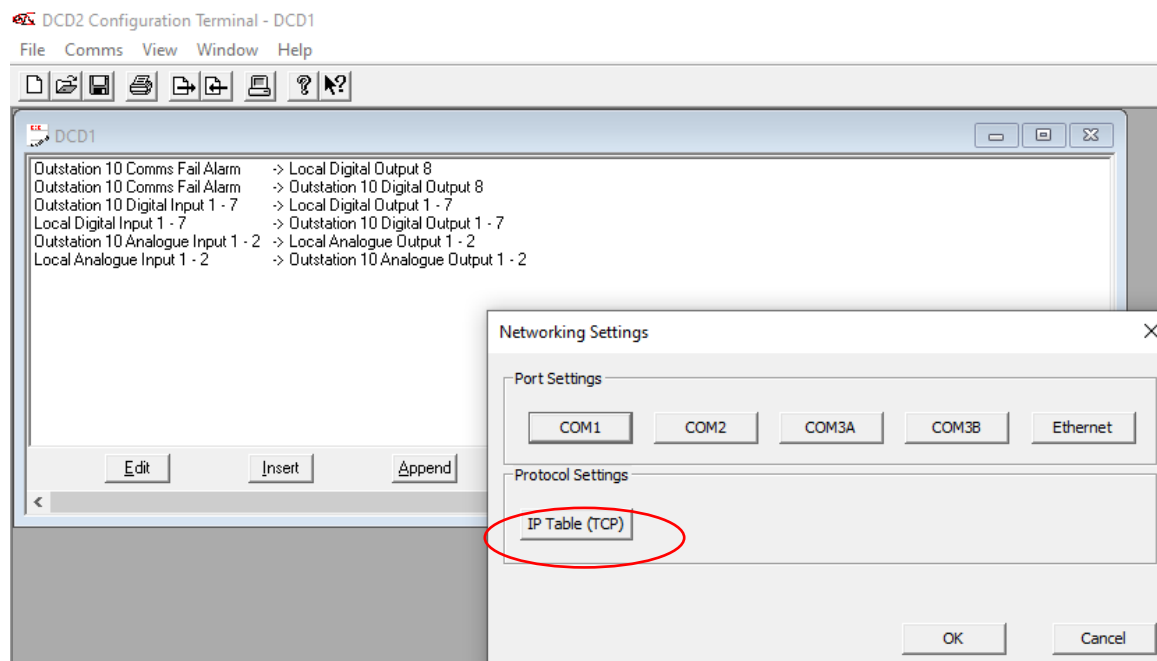 DCD2 Configuration Terminal - DCD1
File Comms View Window Help
DCD1
Outstation 10 Comms Fail Alarm -> Local Digital Output 8
Outstation 10 Comms Fail Alarm -> Outstation 10 Digital Output 8
Outstation 10 Digital Input 1 - 7 -> Local Digital Output 1 - 7
Local Digital Input 1 - 7 -> Outstation 10 Digital Output 1 - 7
Outstation 10 Analogue Input 1 - 2 -> Local Analogue Output 1 - 2
Local Analogue Input 1 - 2 -> Outstation 10 Analogue Output 1 - 2
Edit Insert Append
Networking Settings
Port Settings
COM1 COM2 COM3A COM3B Ethernet
Protocol Settings
IP Table (TCP)
OK Cancel